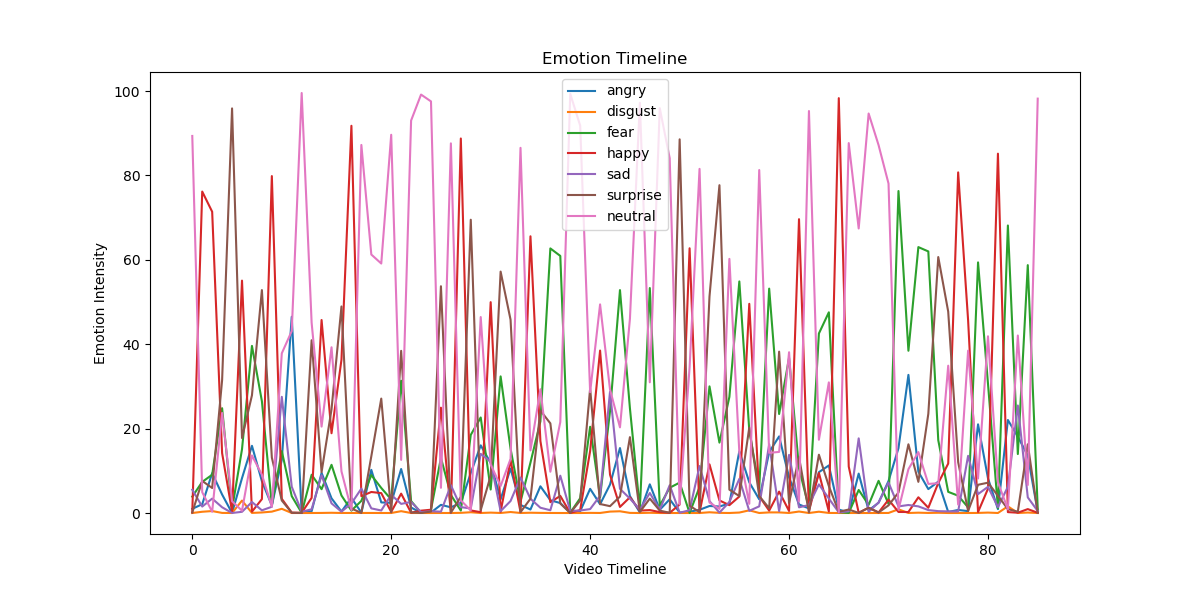 Emotion Timeline
100
80
60
40
20
0
Emotion Intensity
angry
disgust
fear
happy
sad
surprise
neutral
0 20 40 60 80
Video Timeline